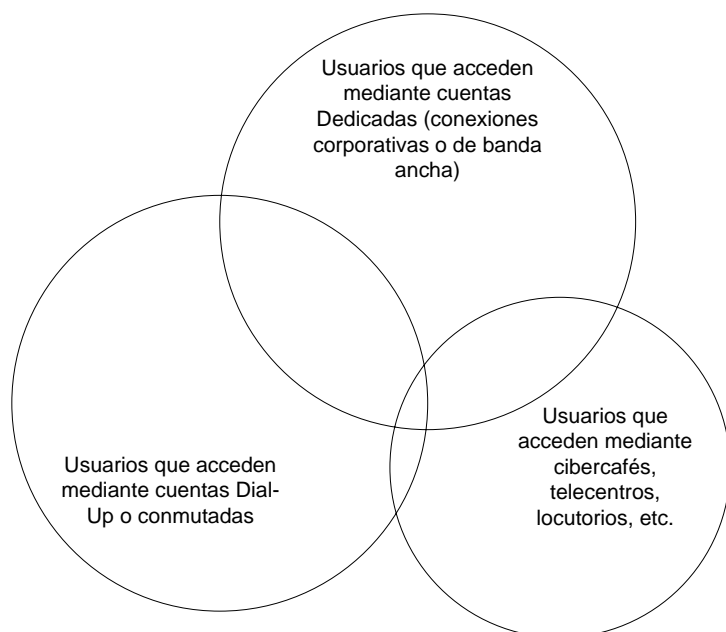 Usuarios que acceden
mediante cuentas
Dedicadas (conexiones
corporativas o de banda
ancha)
Usuarios que acceden
mediante cuentas Dial-
Up o conmutadas
Usuarios que
acceden mediante
cibercafés,
telecentros,
locutorios, etc.